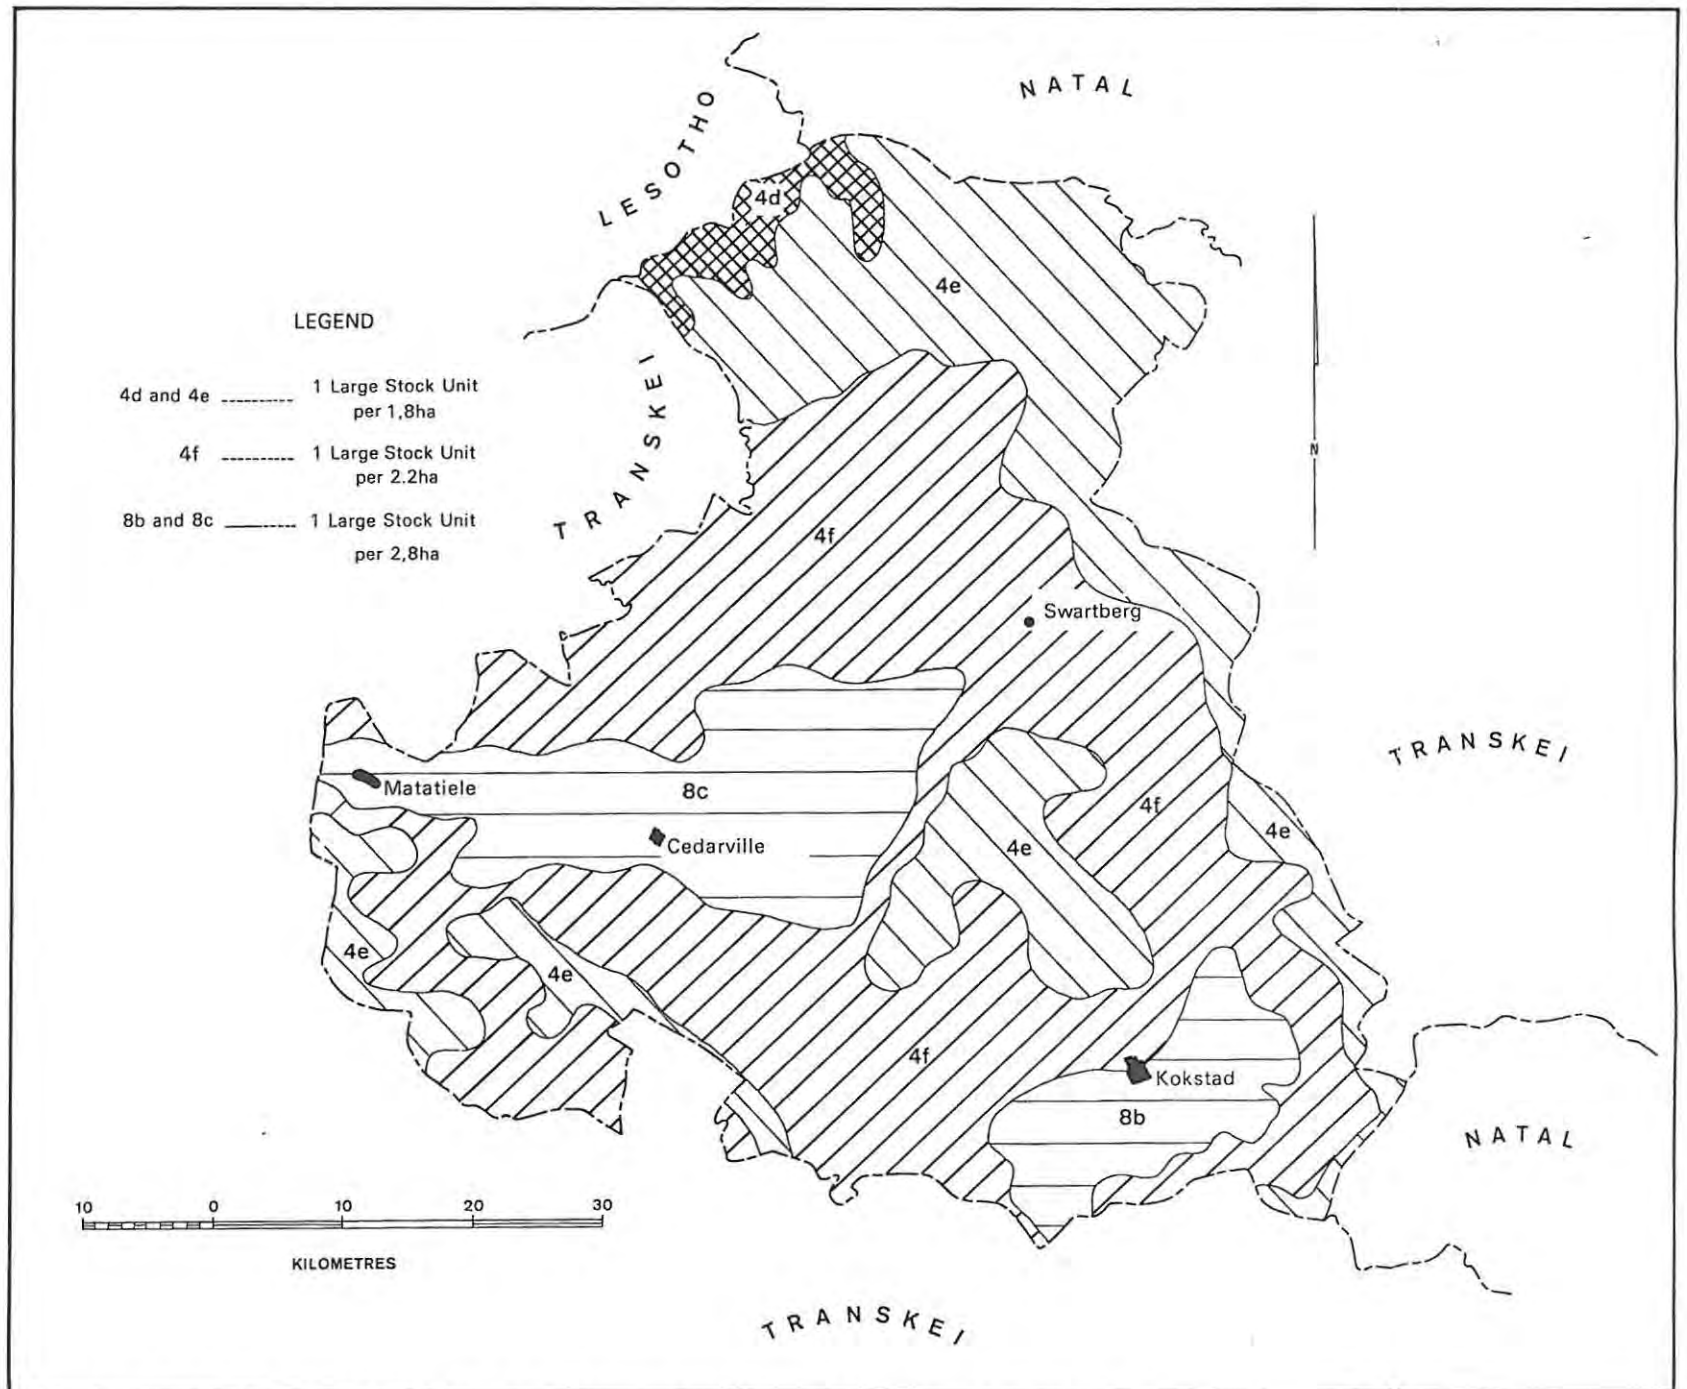 NATAL
LESOTHO
4d
4e
LEGEND
4d and 4e ---------- 1 Large Stock Unit
per 1,8ha
4f ---------- 1 Large Stock Unit
per 2.2ha
8b and 8c ---------- 1 Large Stock Unit
per 2,8ha
TRANSKEI
N
4f
Swartberg
TRANSKEI
Matatiele
8c
4f
4e
Cedarville
4e
4e
4e
4f
Kokstad
8b
NATAL
10 0 10 20 30
KILOMETRES
TRANSKEI